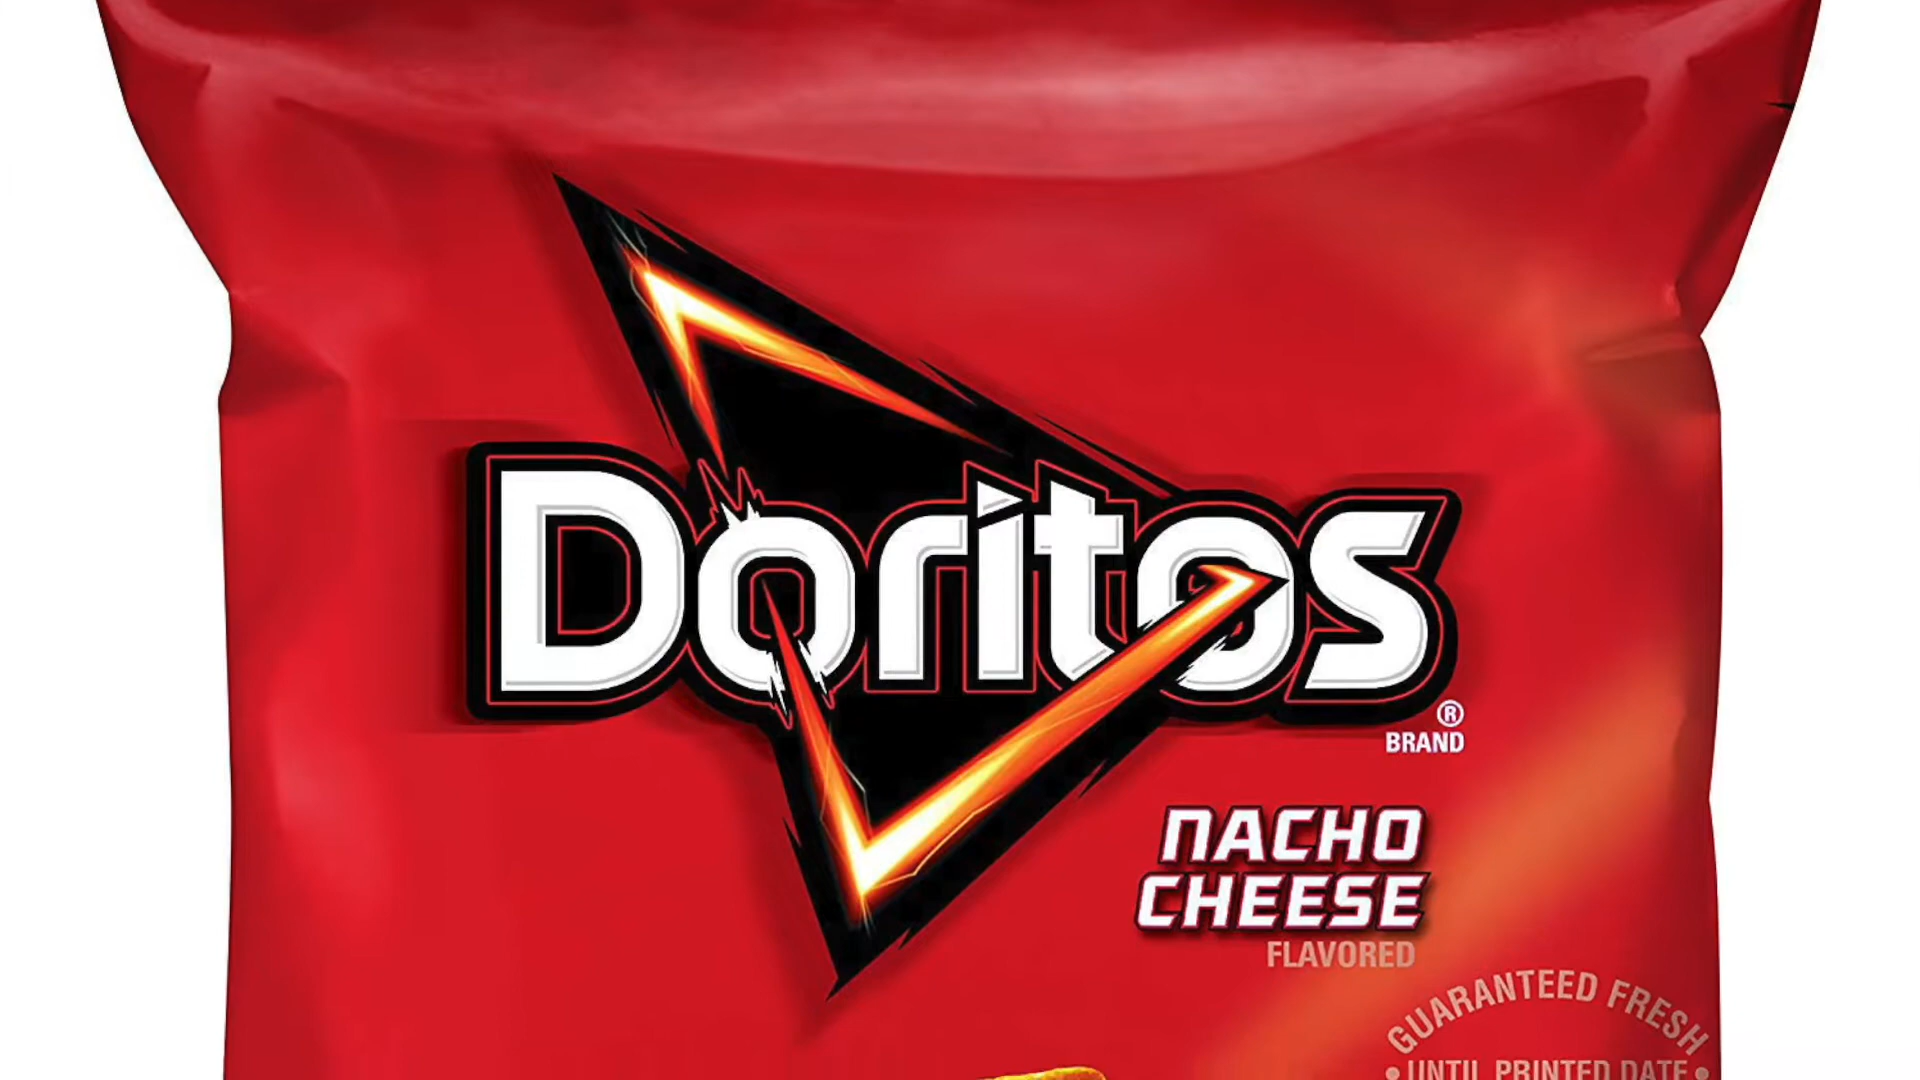 Doritos
®
BRAND
NACHO
CHEESE
FLAVORED
GUARANTEED FRESH
• UNTIL PRINTED DATE •